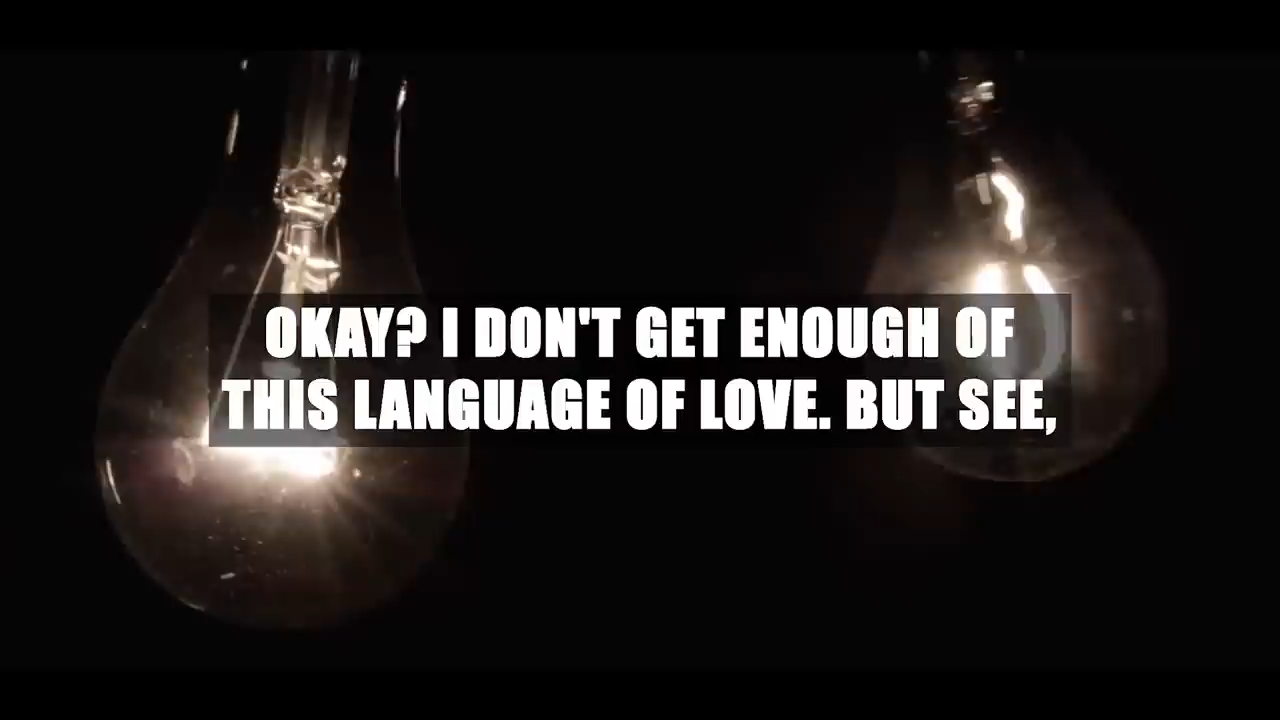 OKAY? I DON'T GET ENOUGH OF
THIS LANGUAGE OF LOVE. BUT SEE,